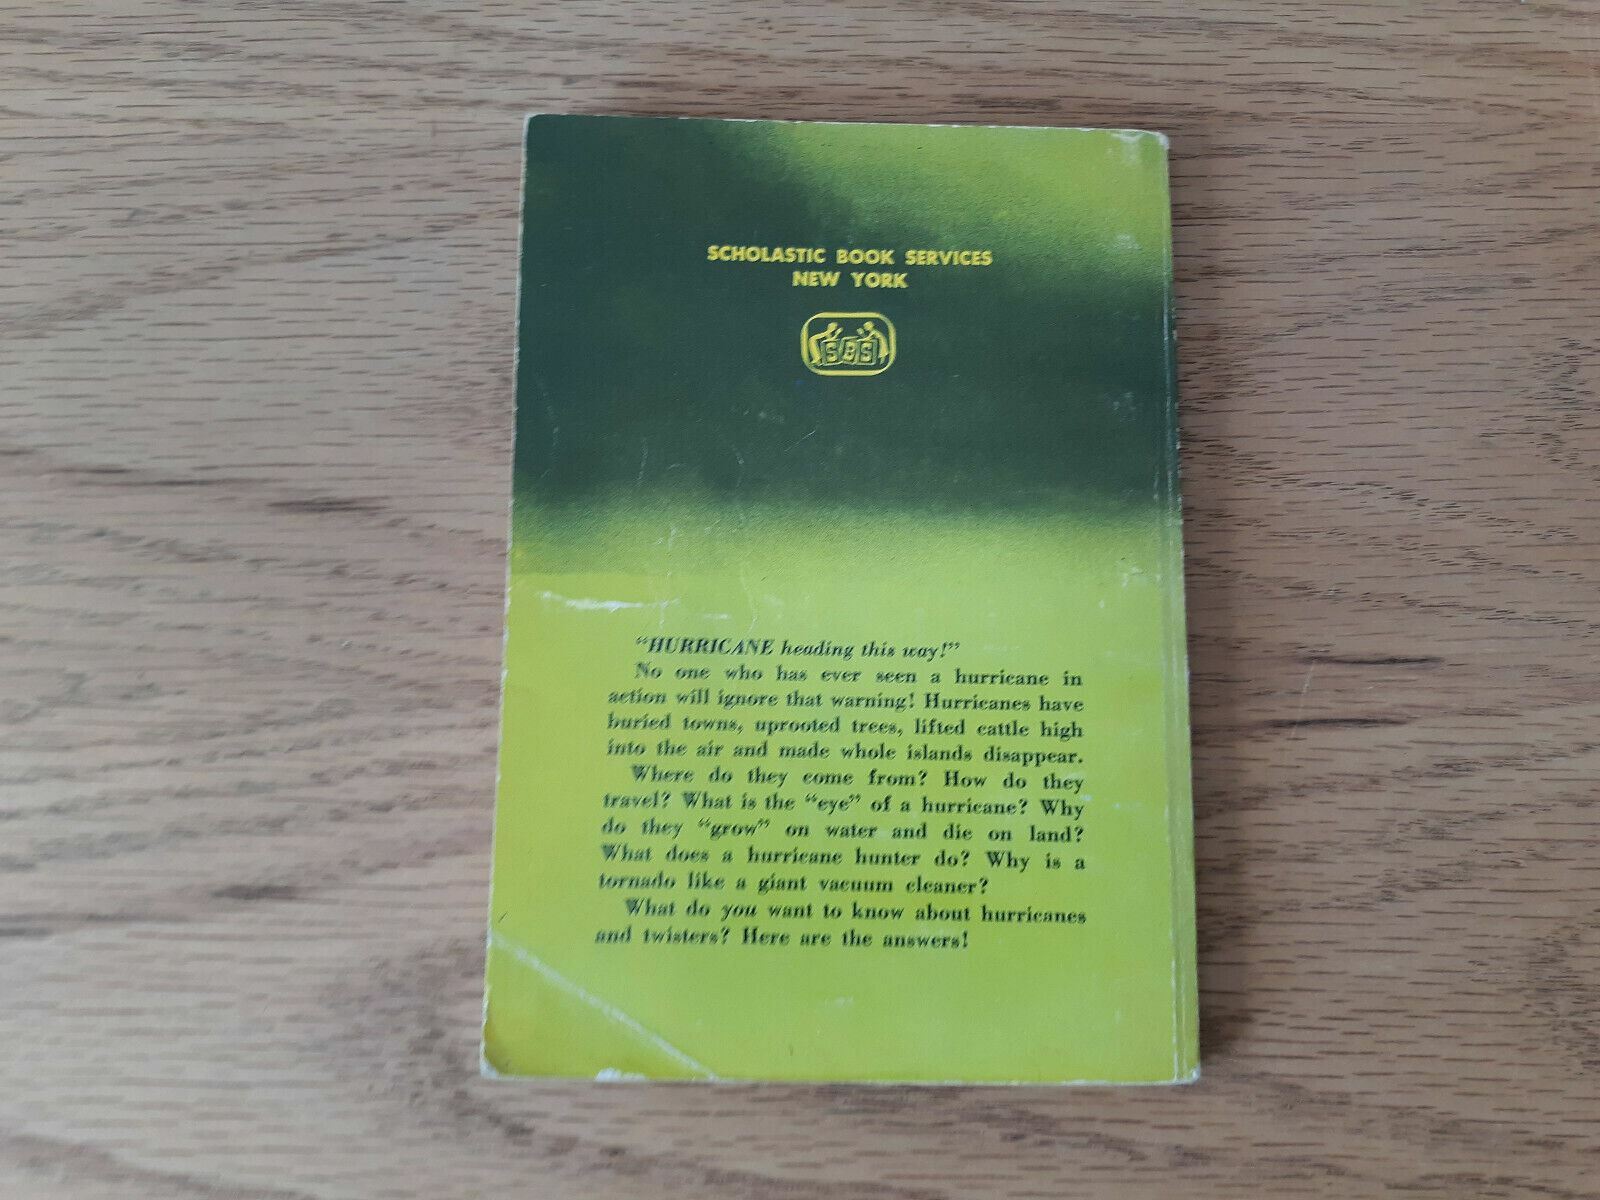 SCHOLASTIC BOOK SERVICES
NEW YORK
SBS
"HURRICANE heading this way!"
No one who has ever seen a hurricane in
action will ignore that warning! Hurricanes have
buried towns, uprooted trees, lifted cattle high
into the air and made whole islands disappear.
Where do they come from? How do they
travel? What is the "eye" of a hurricane? Why
do they "grow" on water and die on land?
What does a hurricane hunter do? Why is a
tornado like a giant vacuum cleaner?
What do you want to know about hurricanes
and twisters? Here are the answers!